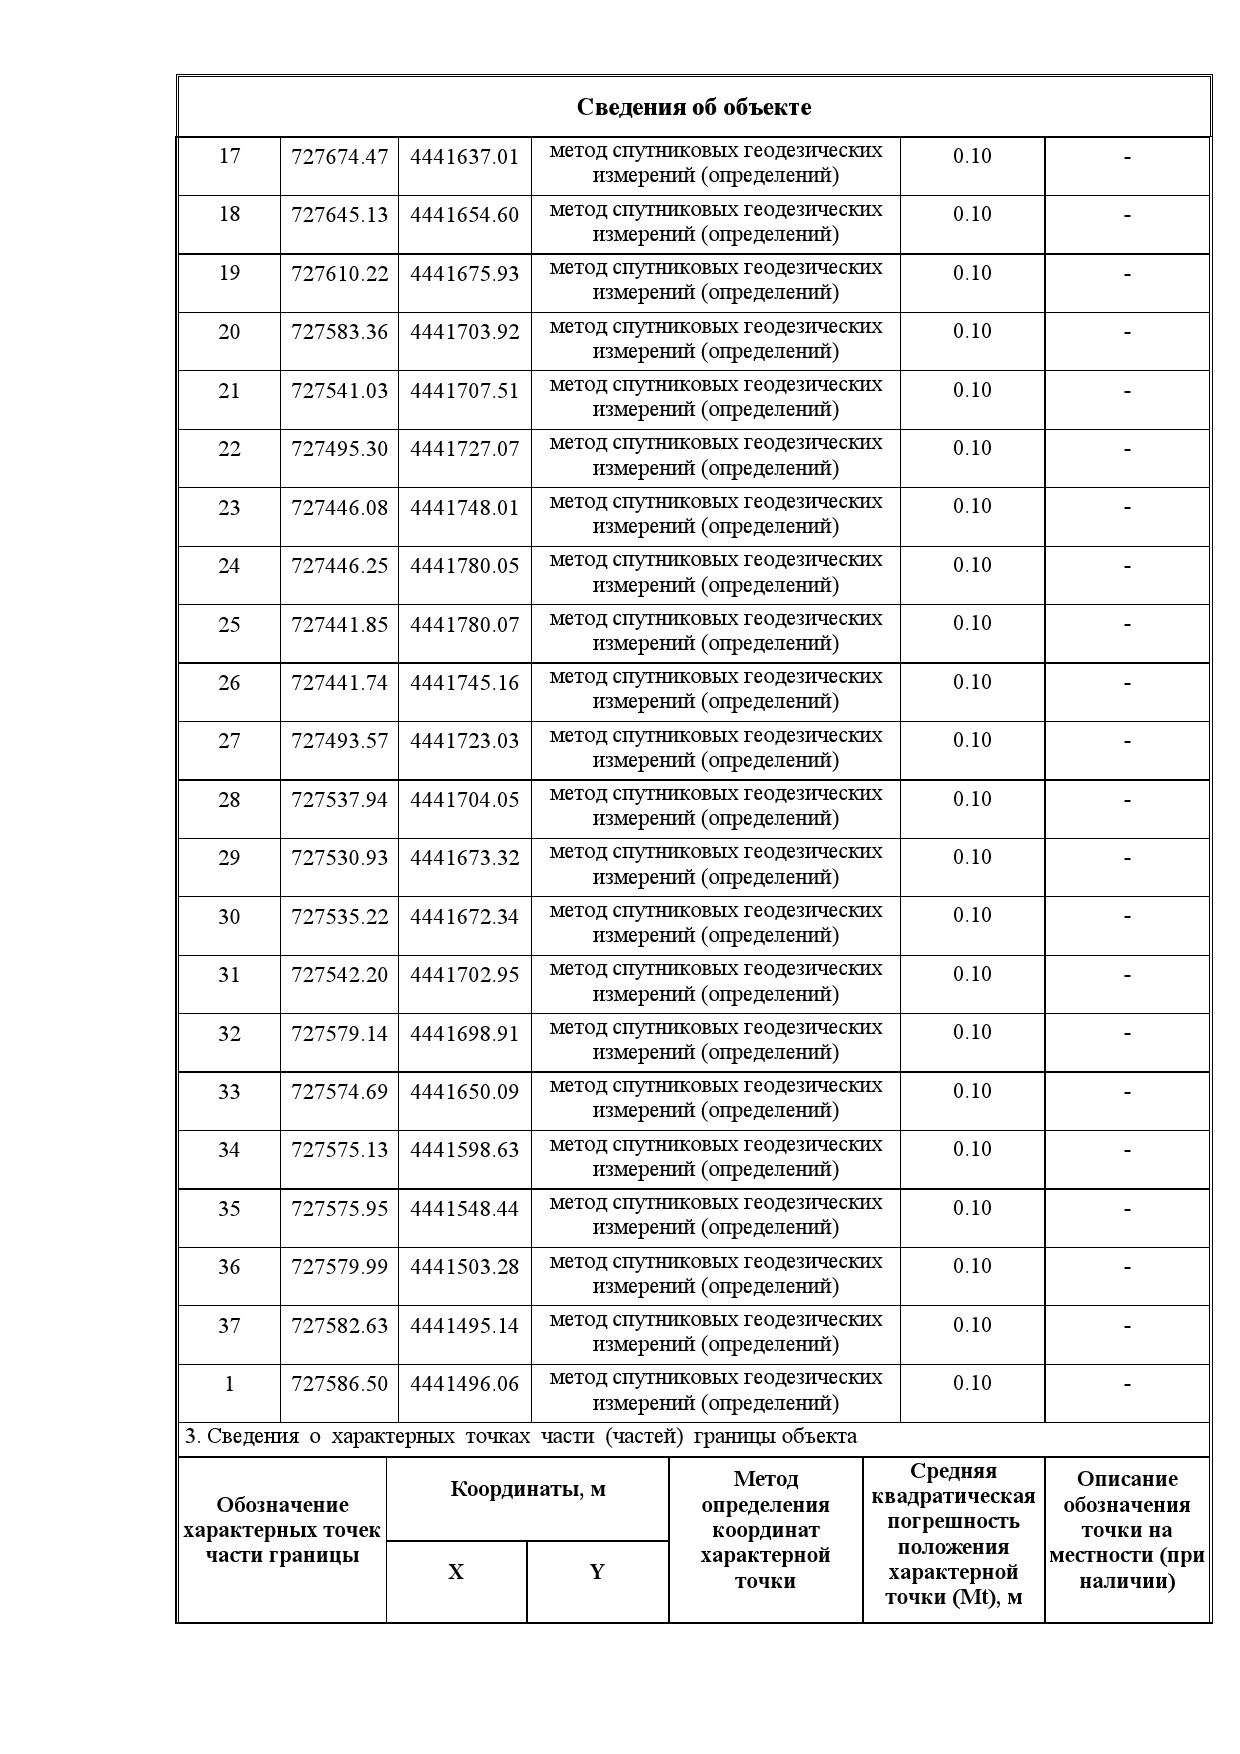 Сведения об объекте
17 727674.47 4441637.01 метод спутниковых геодезических измерений (определений) 0.10 -
18 727645.13 4441654.60 метод спутниковых геодезических измерений (определений) 0.10 -
19 727610.22 4441675.93 метод спутниковых геодезических измерений (определений) 0.10 -
20 727583.36 4441703.92 метод спутниковых геодезических измерений (определений) 0.10 -
21 727541.03 4441707.51 метод спутниковых геодезических измерений (определений) 0.10 -
22 727495.30 4441727.07 метод спутниковых геодезических измерений (определений) 0.10 -
23 727446.08 4441748.01 метод спутниковых геодезических измерений (определений) 0.10 -
24 727446.25 4441780.05 метод спутниковых геодезических измерений (определений) 0.10 -
25 727441.85 4441780.07 метод спутниковых геодезических измерений (определений) 0.10 -
26 727441.74 4441745.16 метод спутниковых геодезических измерений (определений) 0.10 -
27 727493.57 4441723.03 метод спутниковых геодезических измерений (определений) 0.10 -
28 727537.94 4441704.05 метод спутниковых геодезических измерений (определений) 0.10 -
29 727530.93 4441673.32 метод спутниковых геодезических измерений (определений) 0.10 -
30 727535.22 4441672.34 метод спутниковых геодезических измерений (определений) 0.10 -
31 727542.20 4441702.95 метод спутниковых геодезических измерений (определений) 0.10 -
32 727579.14 4441698.91 метод спутниковых геодезических измерений (определений) 0.10 -
33 727574.69 4441650.09 метод спутниковых геодезических измерений (определений) 0.10 -
34 727575.13 4441598.63 метод спутниковых геодезических измерений (определений) 0.10 -
35 727575.95 4441548.44 метод спутниковых геодезических измерений (определений) 0.10 -
36 727579.99 4441503.28 метод спутниковых геодезических измерений (определений) 0.10 -
37 727582.63 4441495.14 метод спутниковых геодезических измерений (определений) 0.10 -
1 727586.50 4441496.06 метод спутниковых геодезических измерений (определений) 0.10 -
3. Сведения о характерных точках части (частей) границы объекта
Обозначение
характерных точек
части границы
Координаты, м
X
Y
Метод
определения
координат
характерной
точки
Средняя
квадратическая
погрешность
положения
характерной
точки (Mt), м
Описание
обозначения
точки на
местности (при
наличии)